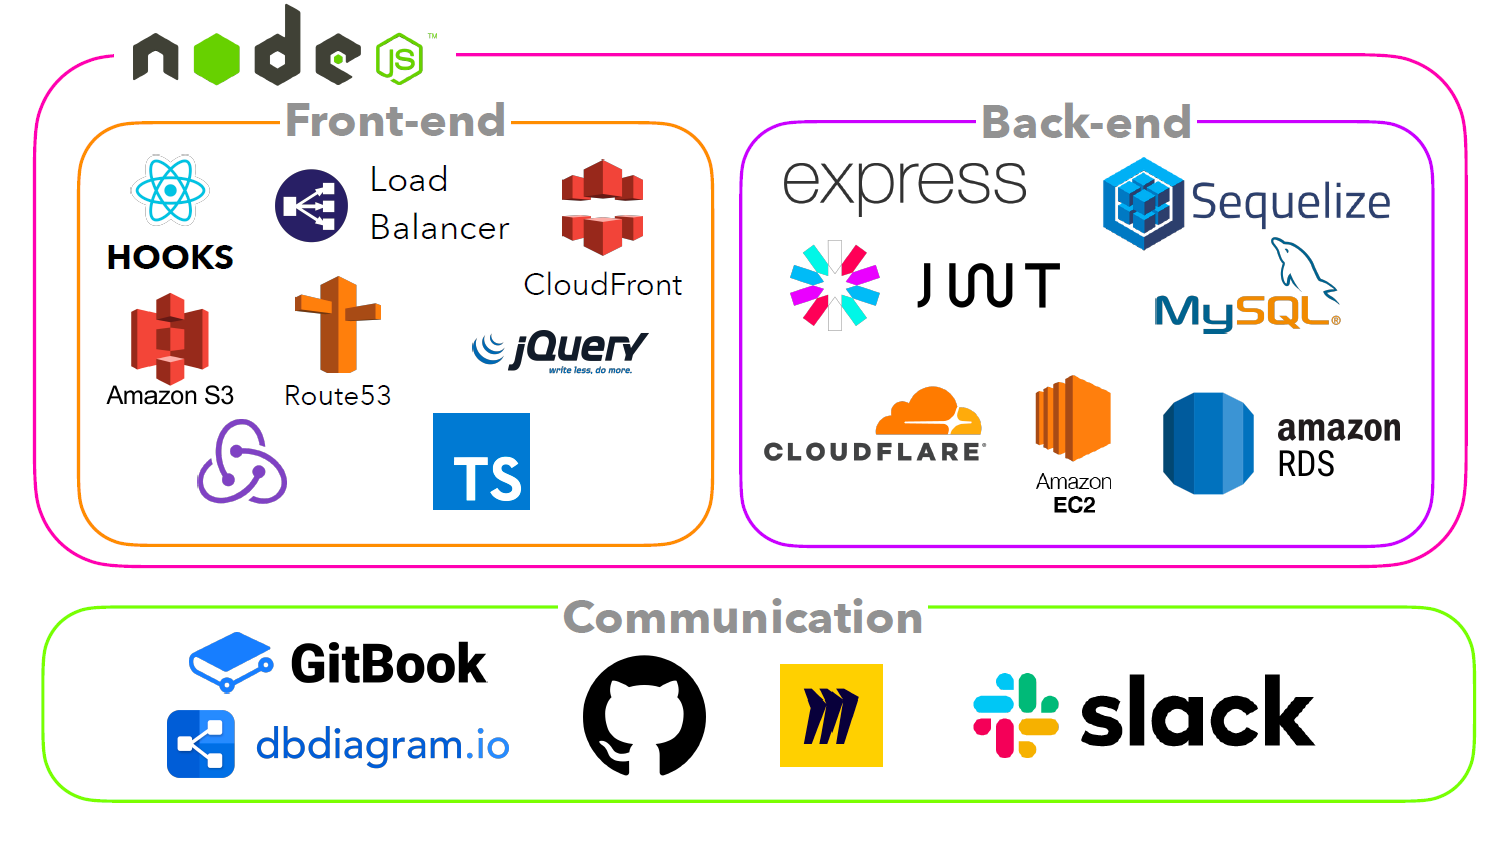 node JS ™
Front-end
HOOKS
Load
Balancer
CloudFront
Amazon S3
Route53
jQuery
write less, do more.
TS
Back-end
express
Sequelize
JWT
MySQL®
CLOUDFLARE®
Amazon
EC2
amazon
RDS
Communication
GitBook
dbdiagram.io
slack